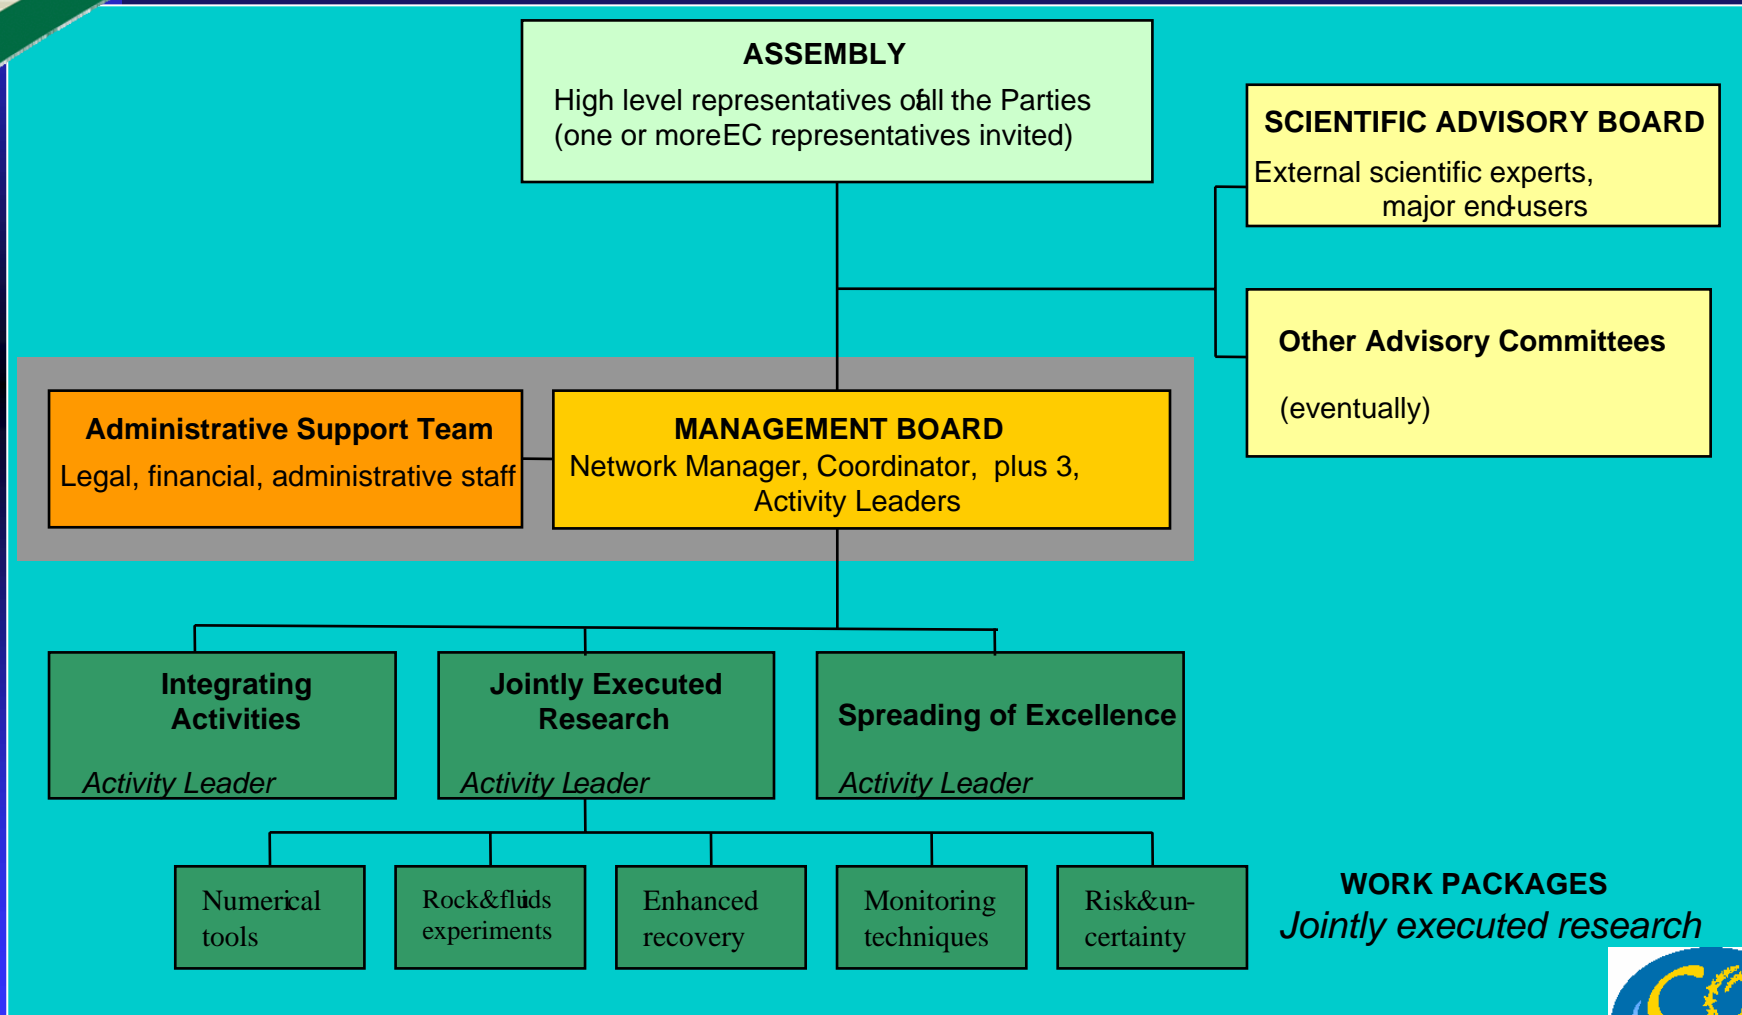 ASSEMBLY
High level representatives of all the Parties
(one or more EC representatives invited)
SCIENTIFIC ADVISORY BOARD
External scientific experts,
major end-users
Other Advisory Committees
(eventually)
Administrative Support Team
Legal, financial, administrative staff
MANAGEMENT BOARD
Network Manager, Coordinator, plus 3,
Activity Leaders
Integrating
Activities
Activity Leader
Jointly Executed
Research
Activity Leader
Spreading of Excellence
Activity Leader
Numerical
tools
Rock&fluids
experiments
Enhanced
recovery
Monitoring
techniques
Risk&un-
certainty
WORK PACKAGES
Jointly executed research